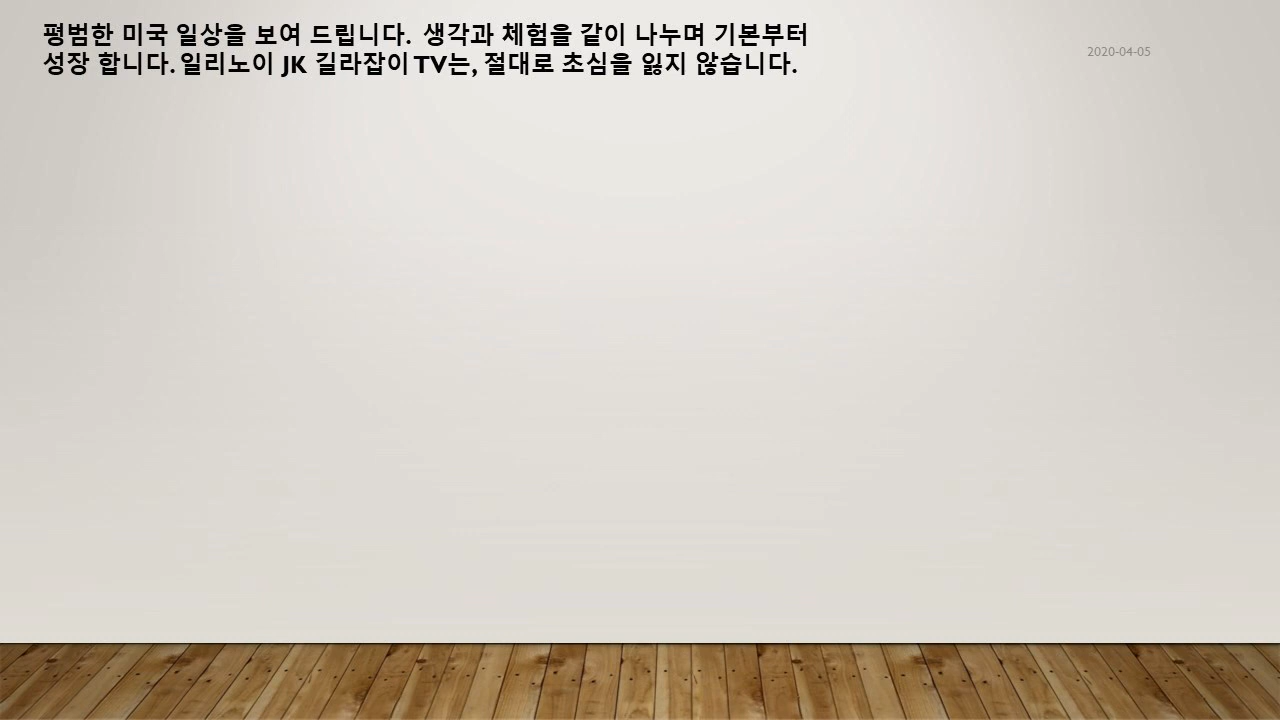 평범한 미국 일상을 보여 드립니다. 생각과 체험을 같이 나누며 기본부터
성장 합니다. 일리노이 JK 길라잡이 TV는, 절대로 초심을 잃지 않습니다.
2020-04-05